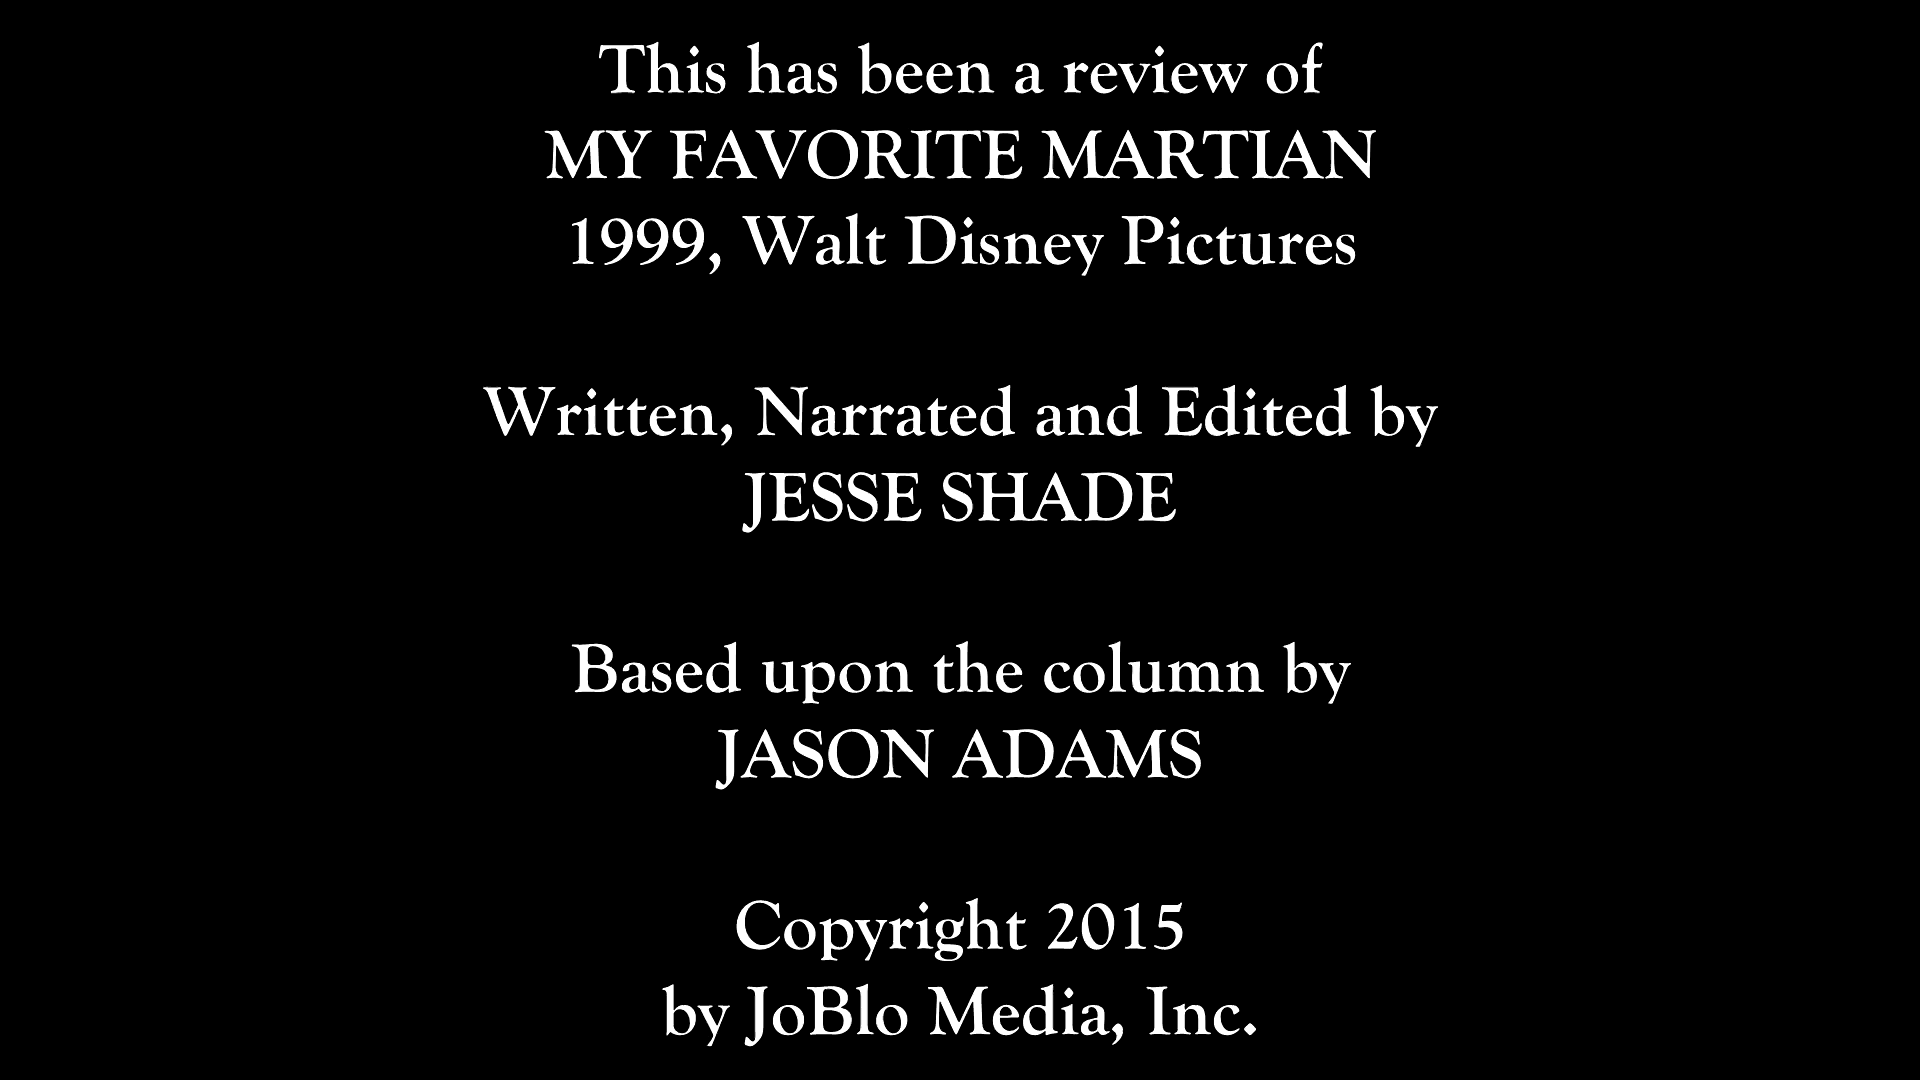 This has been a review of
MY FAVORITE MARTIAN
1999, Walt Disney Pictures
Written, Narrated and Edited by
JESSE SHADE
Based upon the column by
JASON ADAMS
Copyright 2015
by JoBlo Media, Inc.